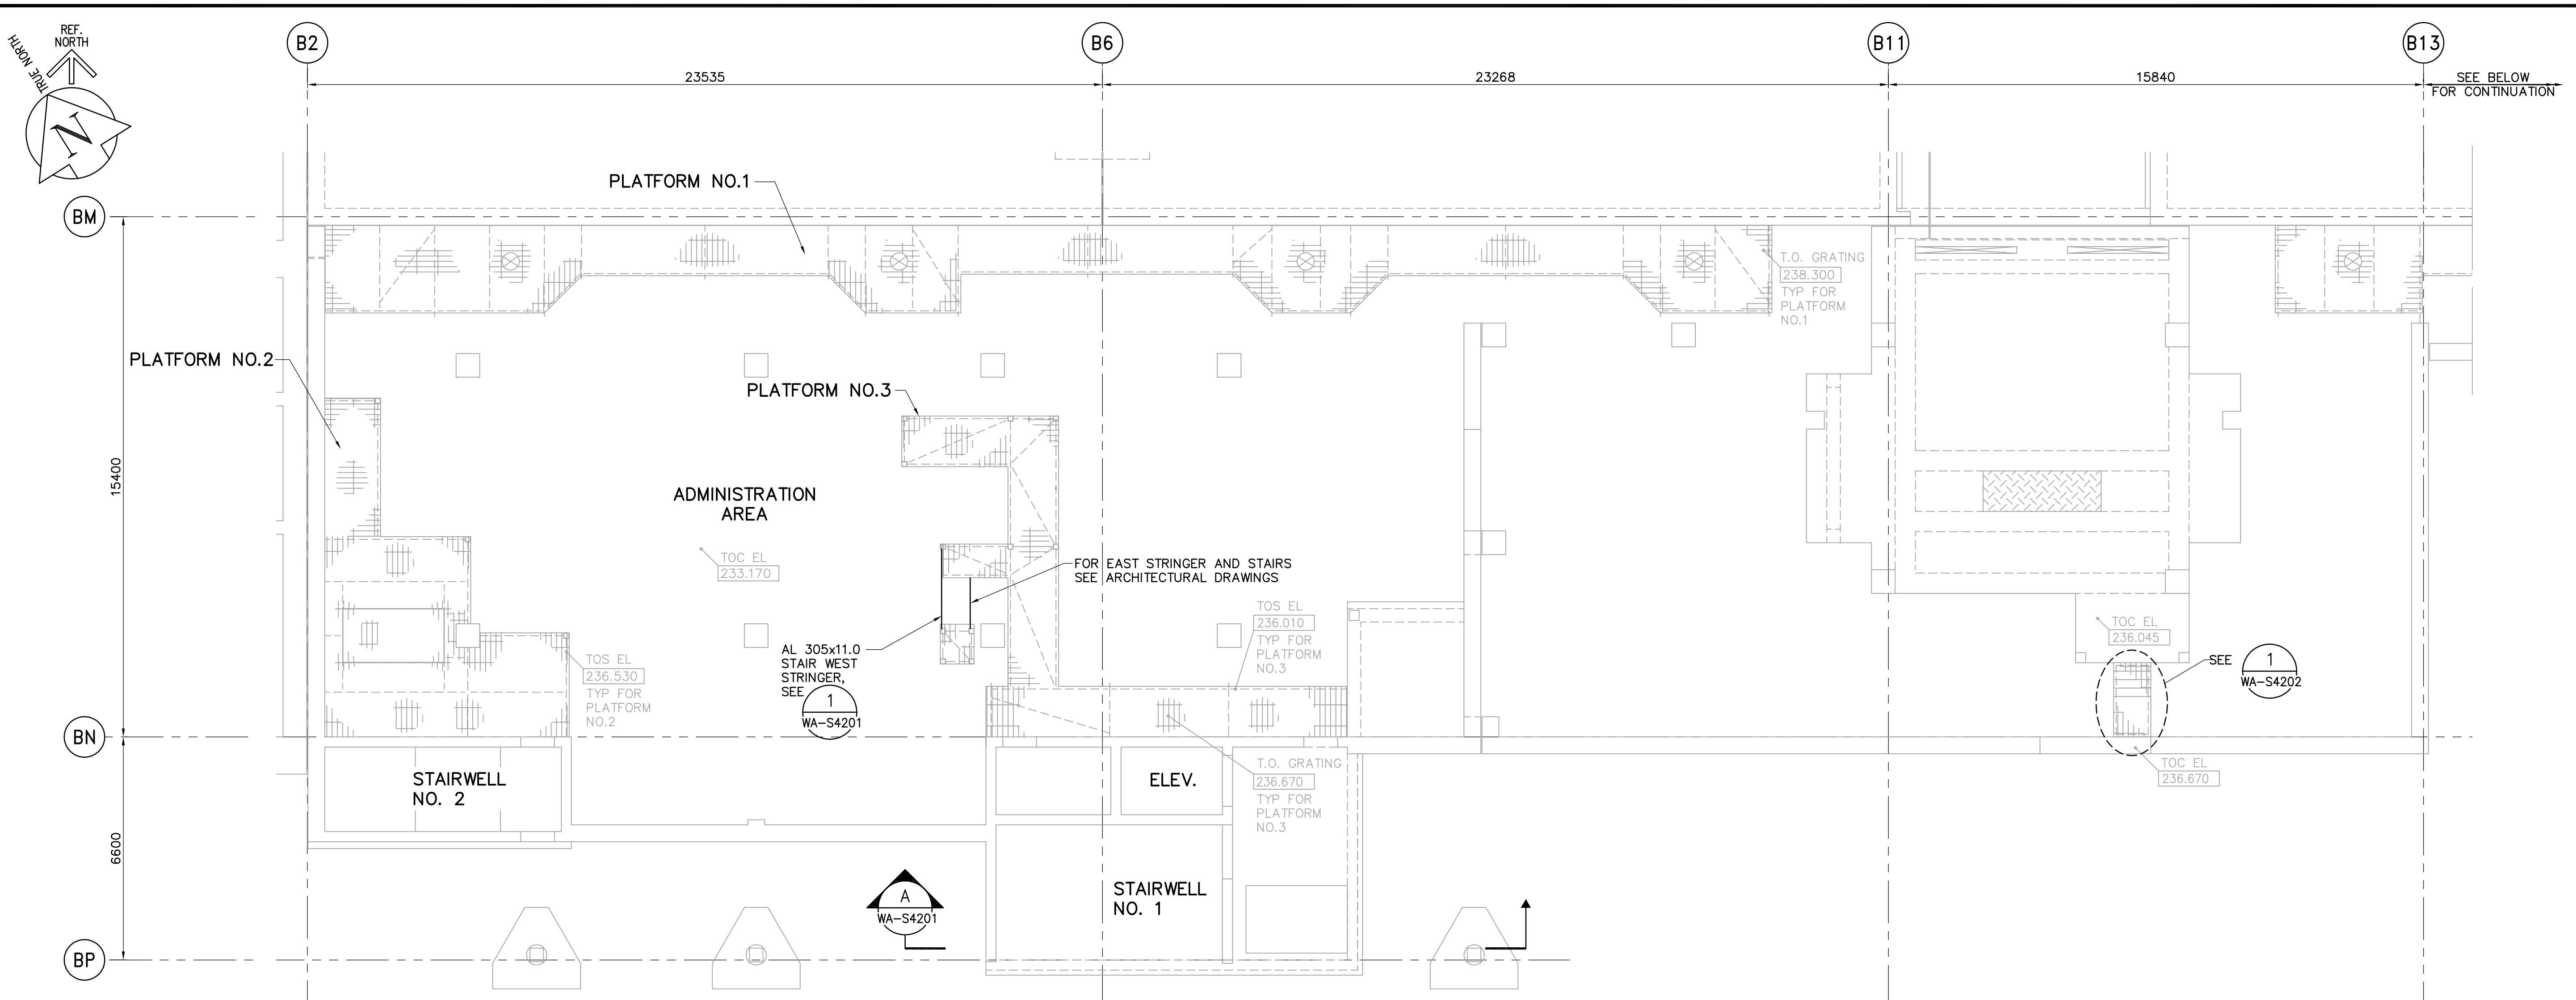 REF.
NORTH
TRUE NORTH
N
B2
B6
B11
B13
23535
23268
15840
SEE BELOW
FOR CONTINUATION
PLATFORM NO.1
BM
T.O. GRATING
238.300
TYP FOR
PLATFORM
NO.1
PLATFORM NO.2
PLATFORM NO.3
15400
ADMINISTRATION
AREA
TOC EL
233.170
FOR EAST STRINGER AND STAIRS
SEE ARCHITECTURAL DRAWINGS
TOS EL
236.010
TYP FOR
PLATFORM
NO.3
TOC EL
236.045
AL 305x11.0
STAIR WEST
STRINGER,
SEE
1
WA-S4201
TOS EL
236.530
TYP FOR
PLATFORM
NO.2
SEE
1
WA-S4202
BN
STAIRWELL
NO. 2
ELEV.
T.O. GRATING
236.670
TYP FOR
PLATFORM
NO.3
TOC EL
236.670
6600
A
WA-S4201
STAIRWELL
NO. 1
BP